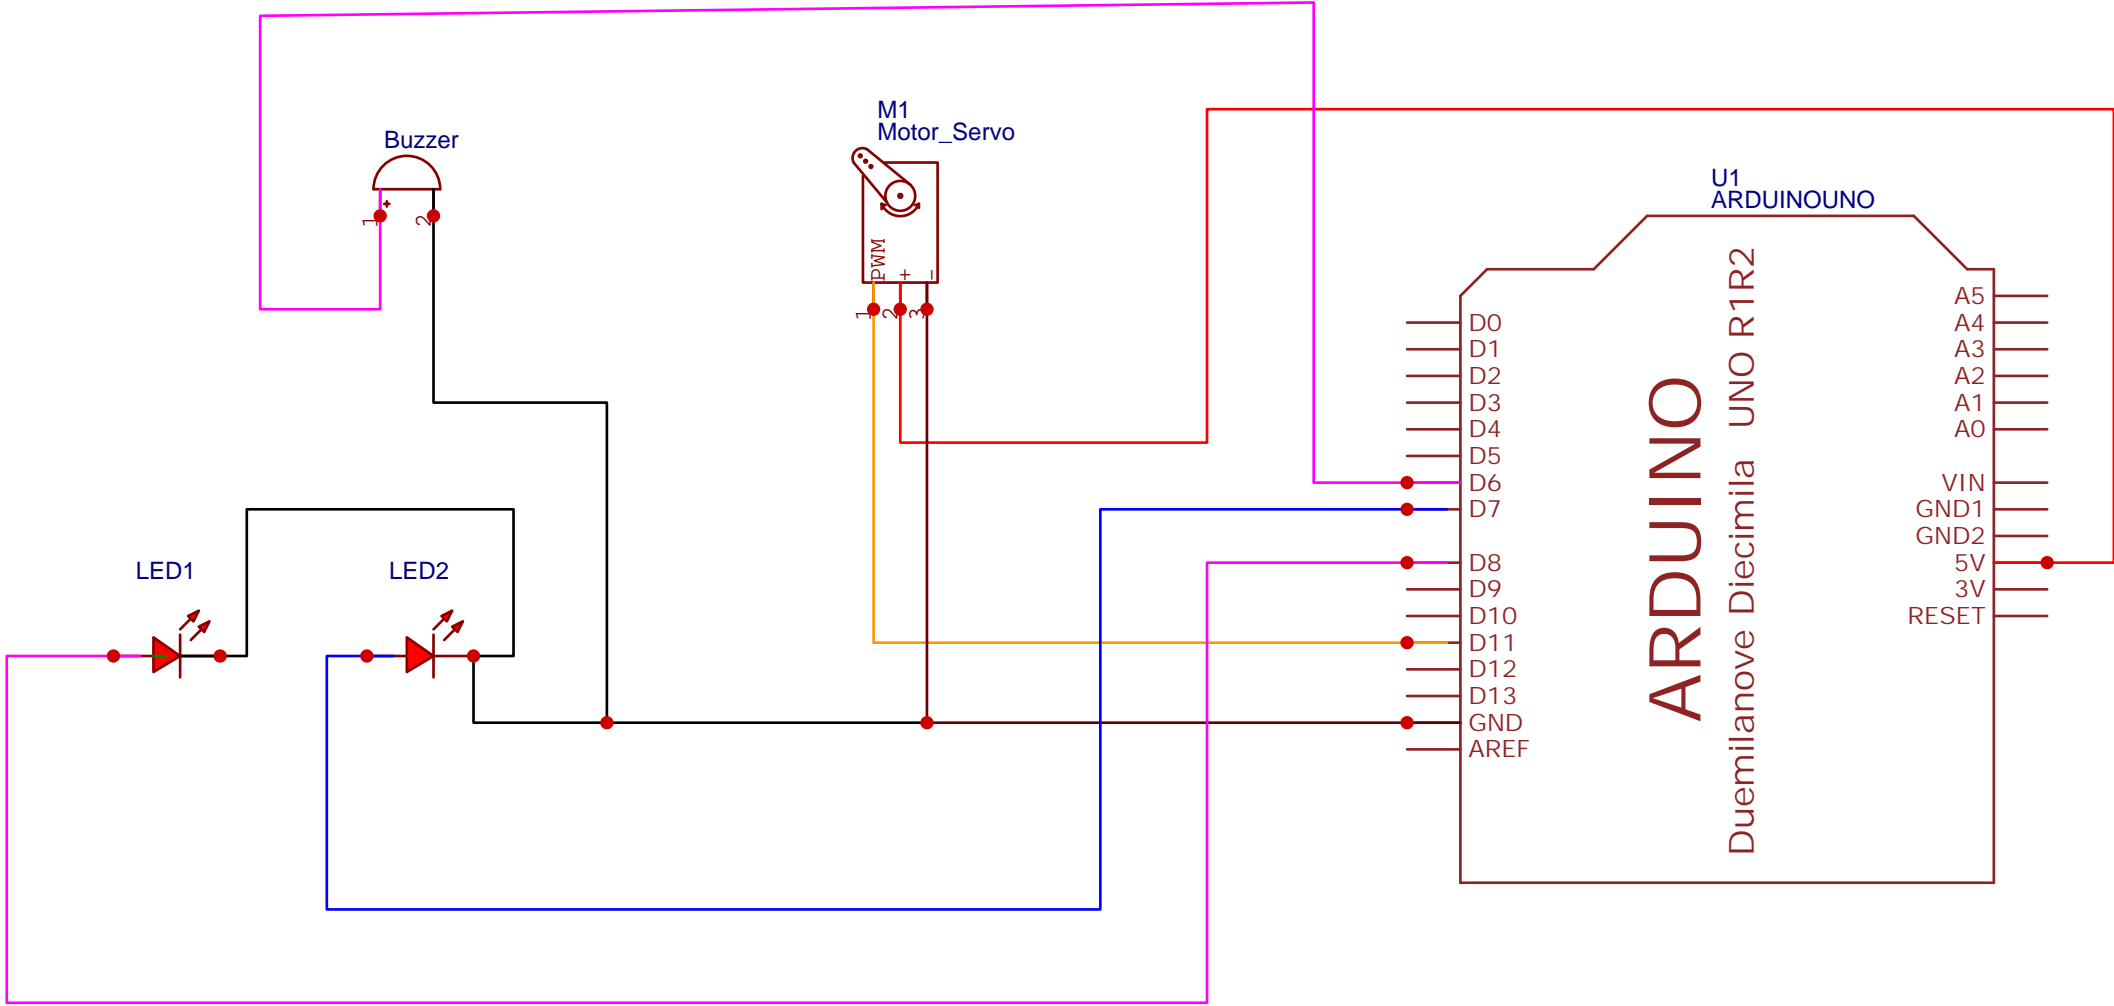 M1
Motor_Servo
Buzzer
+
1
2
PWM
+
-
1
2
3
U1
ARDUINOUNO
LED1
LED2
D0
D1
D2
D3
D4
D5
D6
D7
D8
D9
D10
D11
D12
D13
GND
AREF
ARDUINO
Duemilanove Diecimila UNO R1R2
A5
A4
A3
A2
A1
A0
VIN
GND1
GND2
5V
3V
RESET